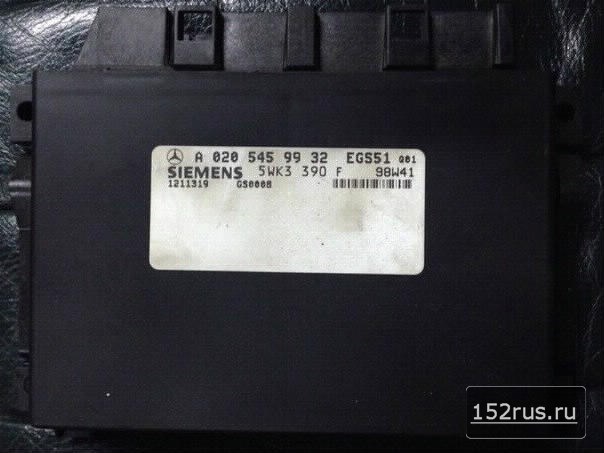 A 020 545 99 32 EGS51 Q01
SIEMENS 5WK3 390 F 98W41
1211319 GS0008
152rus.ru